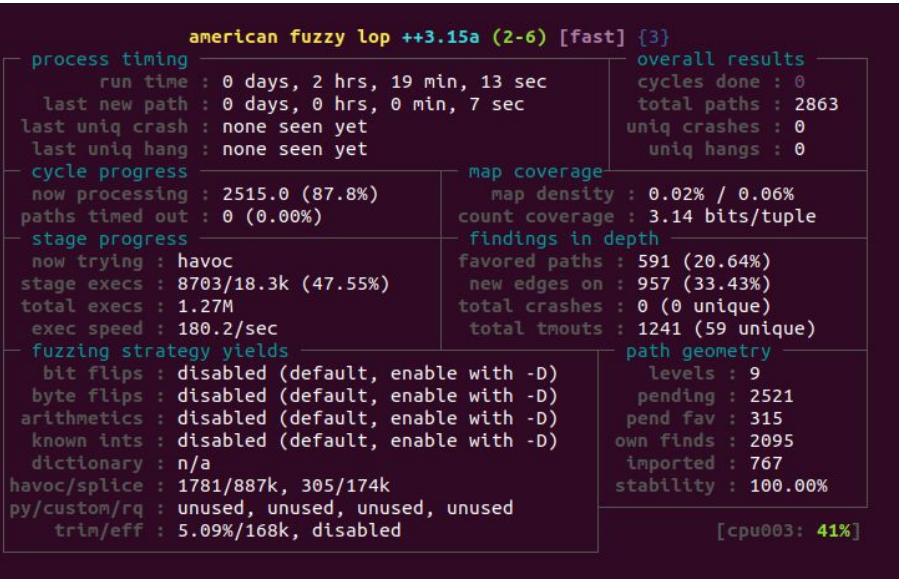 american fuzzy lop ++3.15a (2-6) [fast] {3}
process timing overall results
run time : 0 days, 2 hrs, 19 min, 13 sec cycles done : 0
last new path : 0 days, 0 hrs, 0 min, 7 sec total paths : 2863
last uniq crash : none seen yet uniq crashes : 0
last uniq hang : none seen yet uniq hangs : 0
cycle progress map coverage
now processing : 2515.0 (87.8%) map density : 0.02% / 0.06%
paths timed out : 0 (0.00%) count coverage : 3.14 bits/tuple
stage progress findings in depth
now trying : havoc favored paths : 591 (20.64%)
stage execs : 8703/18.3k (47.55%) new edges on : 957 (33.43%)
total execs : 1.27M total crashes : 0 (0 unique)
exec speed : 180.2/sec total tmouts : 1241 (59 unique)
fuzzing strategy yields path geometry
bit flips : disabled (default, enable with -D) levels : 9
byte flips : disabled (default, enable with -D) pending : 2521
arithmetics : disabled (default, enable with -D) pend fav : 315
known ints : disabled (default, enable with -D) own finds : 2095
dictionary : n/a imported : 767
havoc/splice : 1781/887k, 305/174k stability : 100.00%
py/custom/rq : unused, unused, unused, unused
trim/eff : 5.09%/168k, disabled [cpu003: 41%]